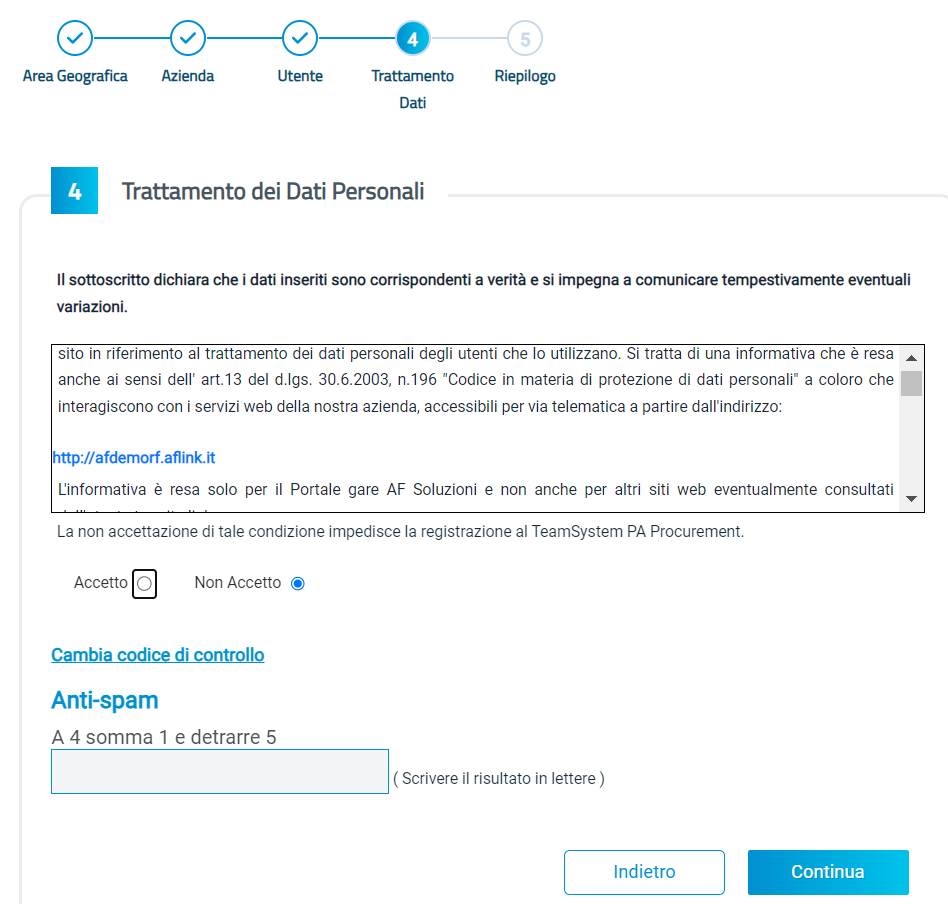 4
5
Area Geografica
Azienda
Utente
Trattamento
Dati
Riepilogo
4
Trattamento dei Dati Personali
Il sottoscritto dichiara che i dati inseriti sono corrispondenti a verità e si impegna a comunicare tempestivamente eventuali
variazioni.
sito in riferimento al trattamento dei dati personali degli utenti che lo utilizzano. Si tratta di una informativa che è resa
anche ai sensi dell' art.13 del d.lgs. 30.6.2003, n.196 "Codice in materia di protezione di dati personali" a coloro che
interagiscono con i servizi web della nostra azienda, accessibili per via telematica a partire dall'indirizzo:
http://afdemorf.aflink.it
L'informativa è resa solo per il Portale gare AF Soluzioni e non anche per altri siti web eventualmente consultati
La non accettazione di tale condizione impedisce la registrazione al TeamSystem PA Procurement.
Accetto
Non Accetto
Cambia codice di controllo
Anti-spam
A 4 somma 1 e detrarre 5
( Scrivere il risultato in lettere )
Indietro
Continua